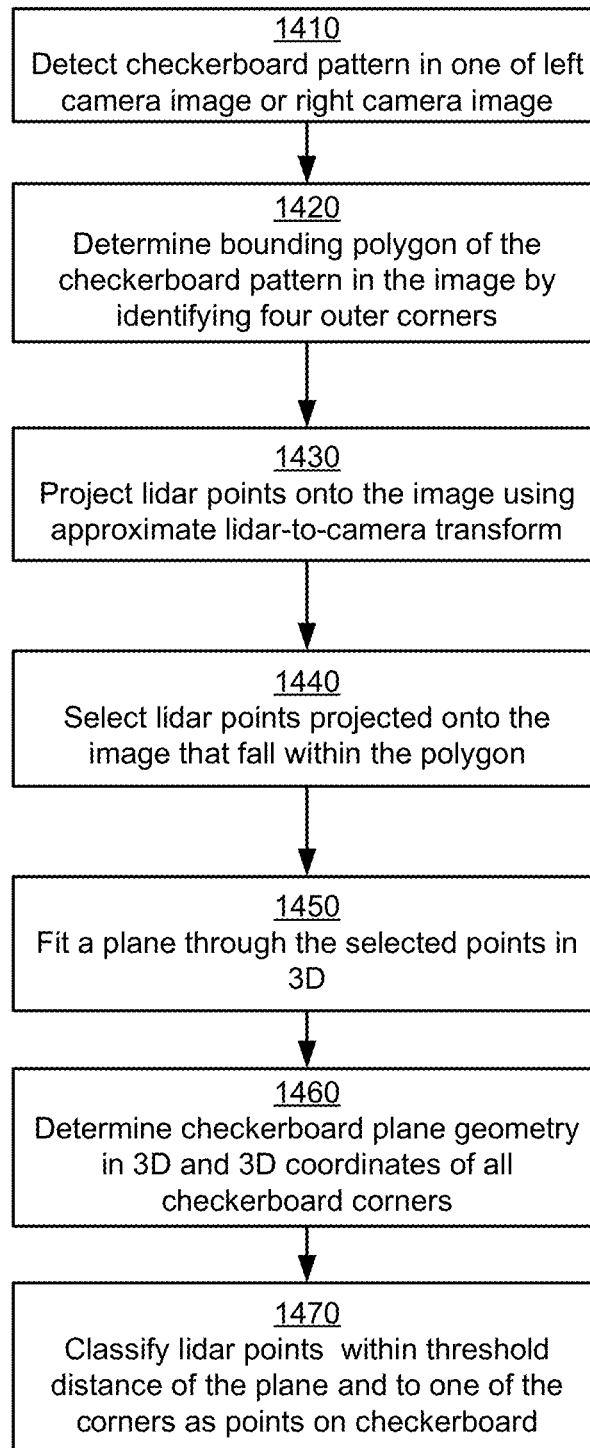 1410
Detect checkerboard pattern in one of left
camera image or right camera image
1420
Determine bounding polygon of the
checkerboard pattern in the image by
identifying four outer corners
1430
Project lidar points onto the image using
approximate lidar-to-camera transform
1440
Select lidar points projected onto the
image that fall within the polygon
1450
Fit a plane through the selected points in
3D
1460
Determine checkerboard plane geometry
in 3D and 3D coordinates of all
checkerboard corners
1470
Classify lidar points within threshold
distance of the plane and to one of the
corners as points on checkerboard